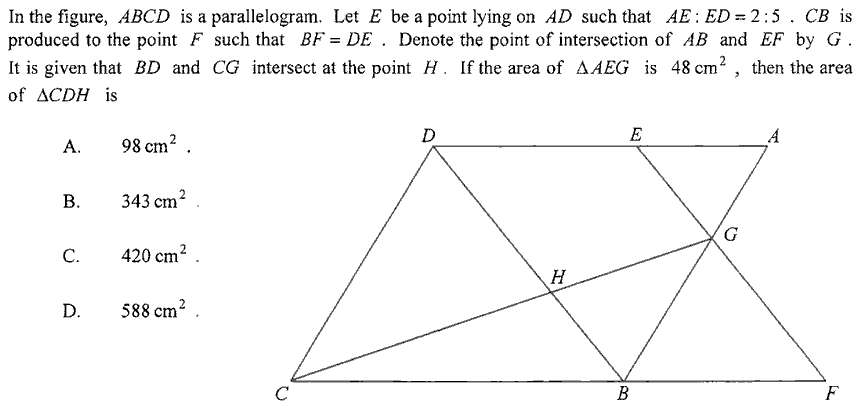 In the figure, ABCD is a parallelogram. Let E be a point lying on AD such that AE : ED = 2 : 5 . CB is
produced to the point F such that BF = DE . Denote the point of intersection of AB and EF by G .
It is given that BD and CG intersect at the point H . If the area of ΔAEG is 48 cm² , then the area
of ΔCDH is
A. 98 cm² .
B. 343 cm² .
C. 420 cm² .
D. 588 cm² .
D E A
G
H
C B F